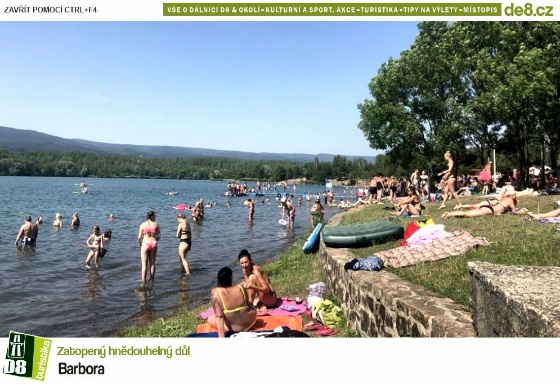 ZAVŘÍT POMOCÍ CTRL+F4
VŠE O DÁLNICI D8 & OKOLÍ • KULTURNÍ A SPORT. AKCE • TURISTIKA • TIPY NA VÝLETY • MÍSTOPIS
de8.cz
D8
turistika
Zatopený hnědouhelný důl
Barbora